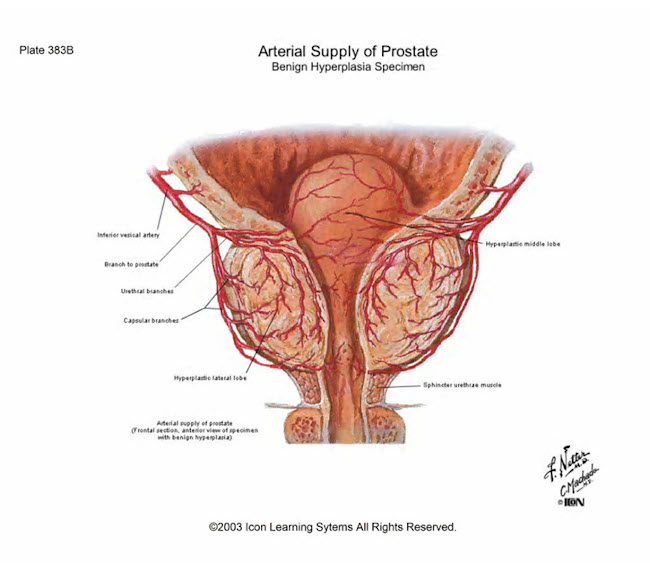 Plate 383B
Arterial Supply of Prostate
Benign Hyperplasia Specimen
Inferior vesical artery
Branch to prostate
Urethral branches
Capsular branches
Hyperplastic lateral lobe
Hyperplastic middle lobe
Sphincter urethrae muscle
Arterial supply of prostate
(Frontal section, anterior view of specimen
with benign hyperplasia)
F. Netter
M.D.
C. Machado
M.D.
© ICON
©2003 Icon Learning Sytems All Rights Reserved.